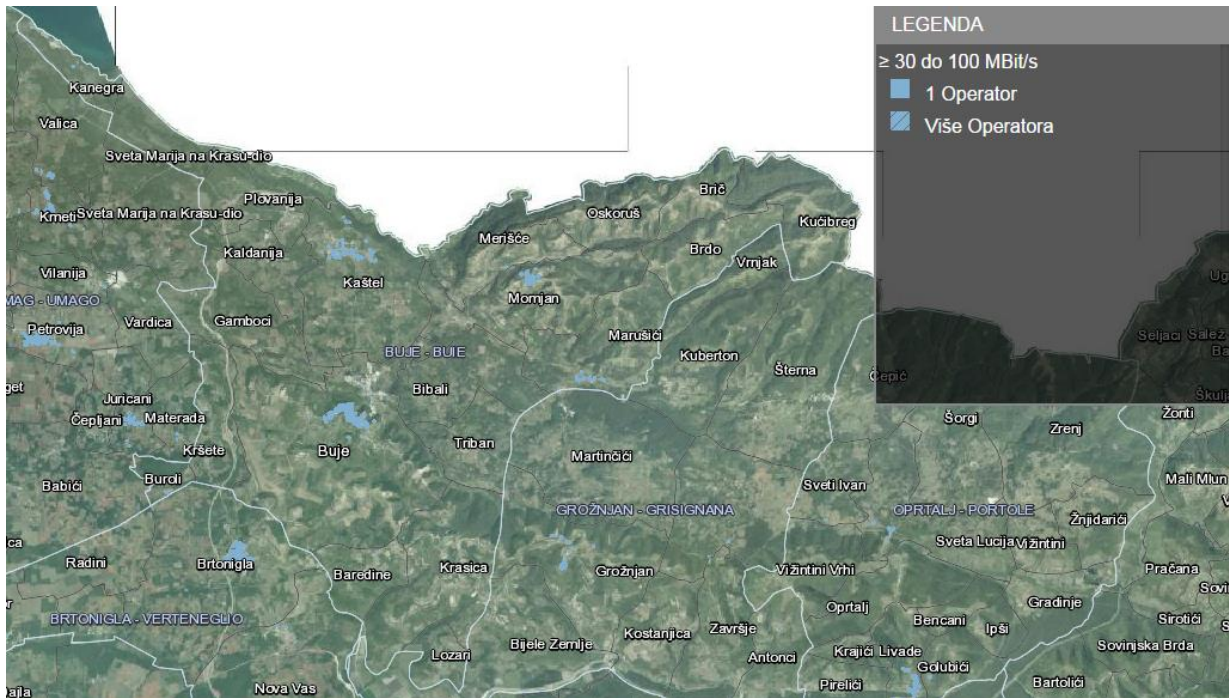 LEGENDA
≥ 30 do 100 MBit/s
1 Operator
Više Operatora
Kanegra
Valica
Sveta Marija na Krasu-dio
Brič
Plovanija
Oskoruš
Kmeti
Sveta Marija na Krasu-dio
Kućibreg
Merišće
Brdo
Kaldanija
Vrnjak
Vilanija
Kaštel
MAG - UMAGO
Momjan
Vardica
Gamboci
Petrovija
Marušići
Seljaci
Salež
BUJE - BUIE
Kuberton
Šterna
Čepić
Bibali
get
Juricani
Čepljani
Materada
Šorgi
Žonti
Zrenj
Triban
Kršete
Buje
Martinčići
Buroli
Babići
Sveti Ivan
Mali Mlun
GROŽNJAN - GRISIGNANA
OPRTALJ - PORTOLE
Žnjidarići
ca
Sveta Lucija
Vižintini
Radini
Brtonigla
Baredine
Krasica
Grožnjan
Vižintini Vrhi
Pračana
Gradinje
Oprtalj
BRTONIGLA - VERTENEGLIO
Bencani
Ipši
Sirotići
Kostanjica
Završje
Bijele Zemlje
Sovinjska Brda
Lozari
Antonci
Krajići
Livade
Golubići
Nova Vas
Pirelići
Bartolići